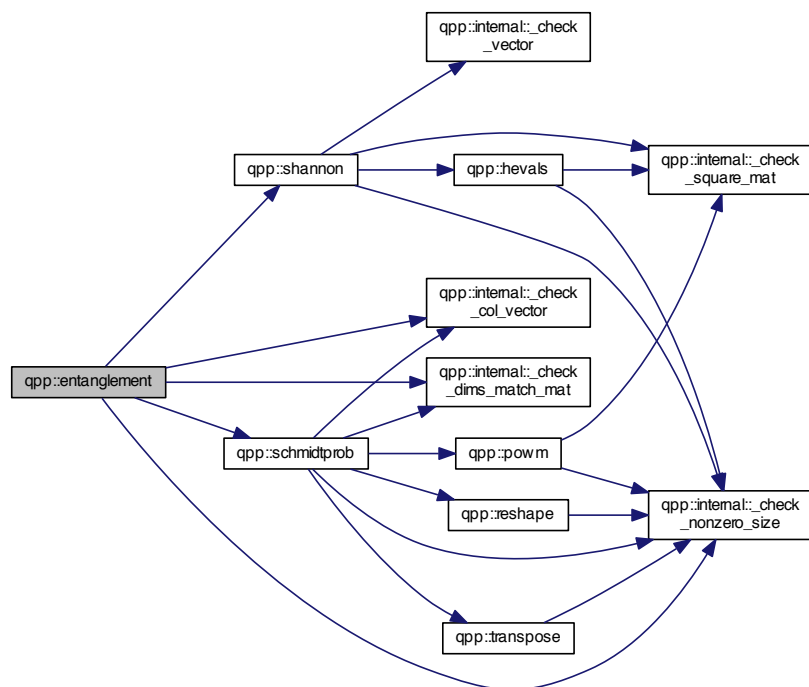 qpp::internal::_check
_vector
qpp::shannon
qpp::hevals
qpp::internal::_check
_square_mat
qpp::internal::_check
_col_vector
qpp::entanglement
qpp::internal::_check
_dims_match_mat
qpp::schmidtprob
qpp::powm
qpp::reshape
qpp::internal::_check
_nonzero_size
qpp::transpose